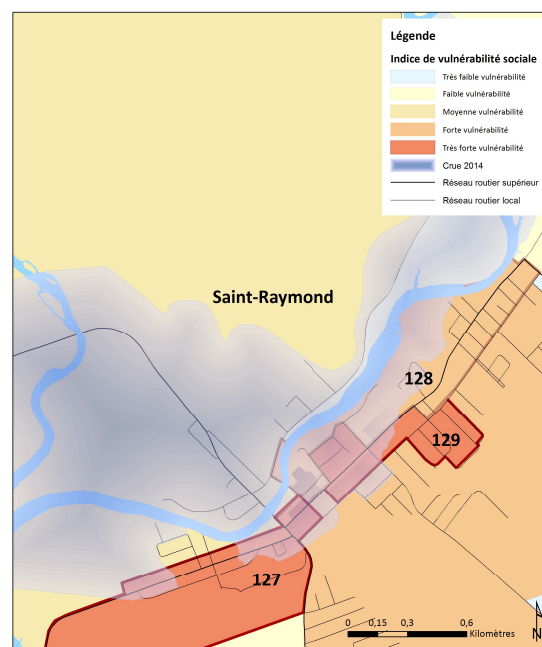 Légende
Indice de vulnérabilité sociale
Très faible vulnérabilité
Faible vulnérabilité
Moyenne vulnérabilité
Forte vulnérabilité
Très forte vulnérabilité
Crue 2014
Réseau routier supérieur
Réseau routier local
Saint-Raymond
128
129
127
0 0,15 0,3 0,6
Kilomètres
N